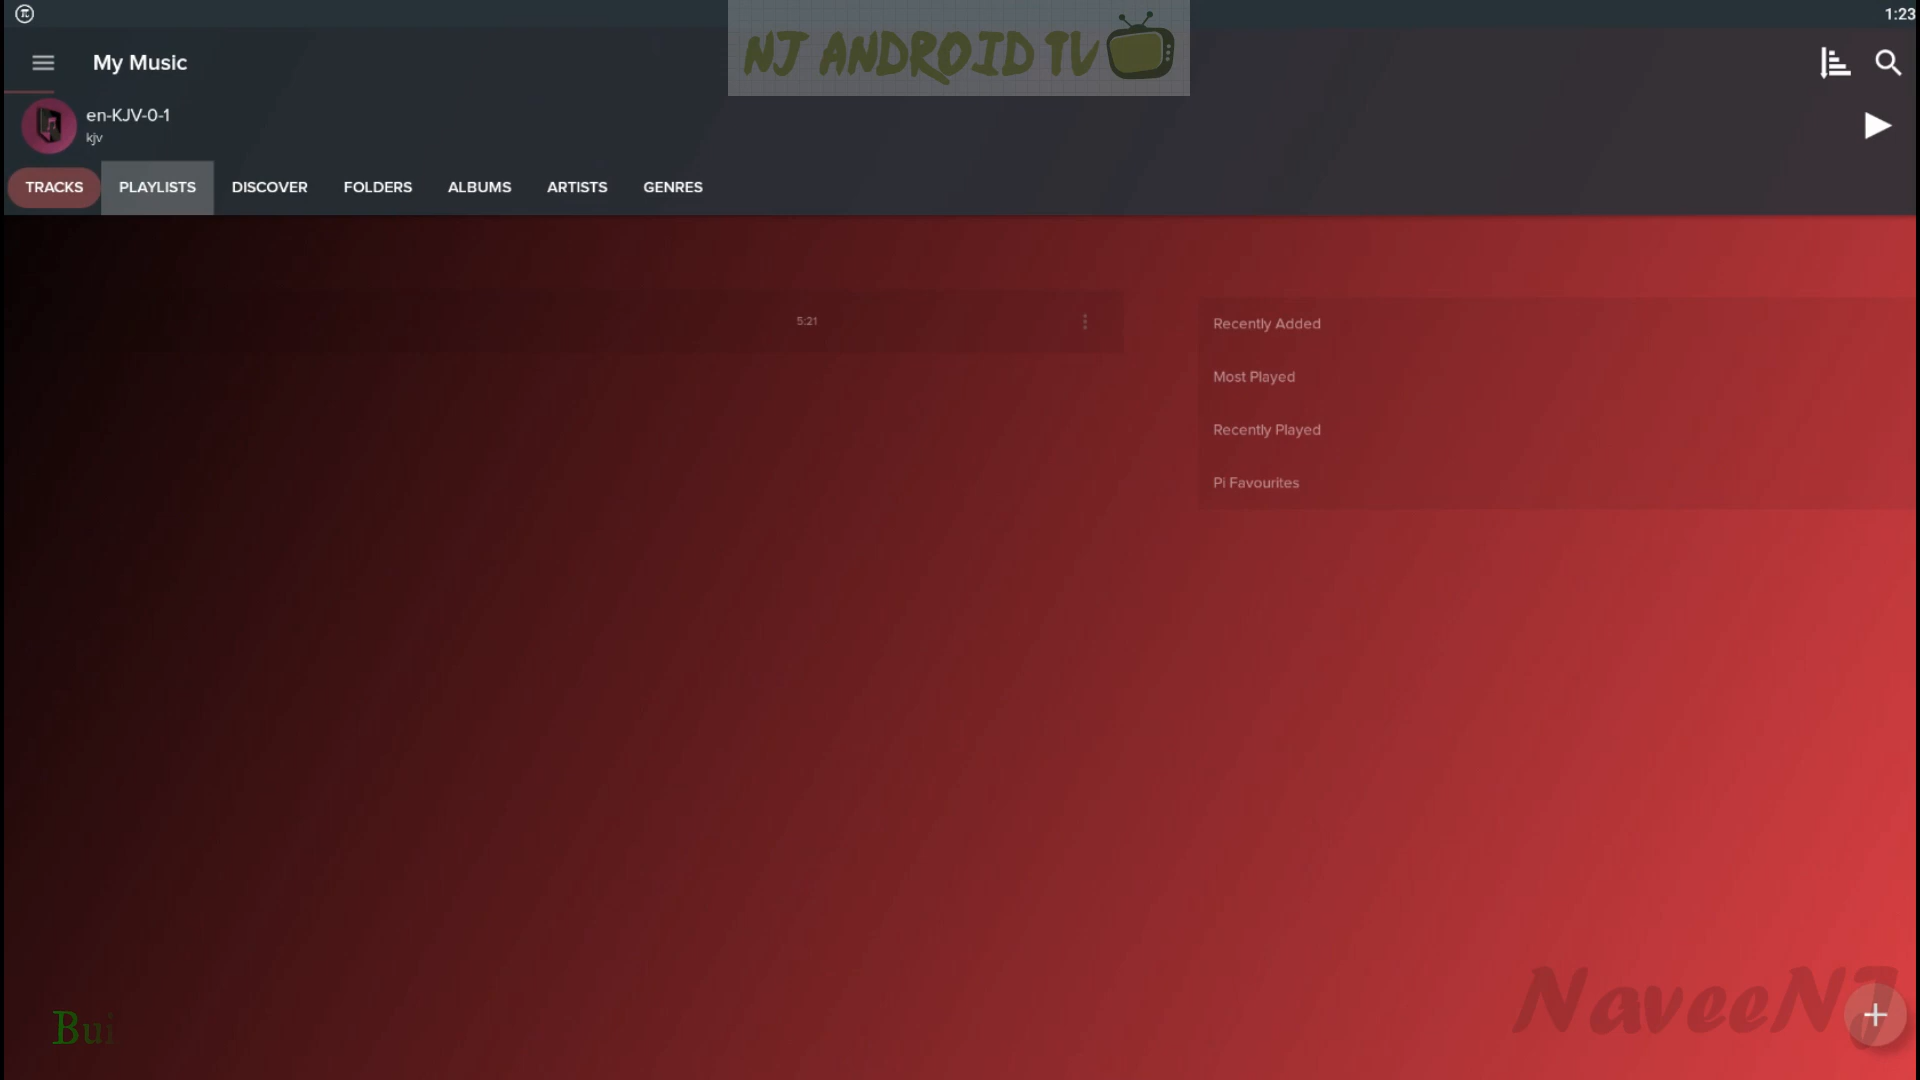 1:23
NJ ANDROID TV
My Music
en-KJV-0-1
kjv
TRACKS PLAYLISTS DISCOVER FOLDERS ALBUMS ARTISTS GENRES
5:21
Recently Added
Most Played
Recently Played
Pi Favourites
NaveeNJ
Bui